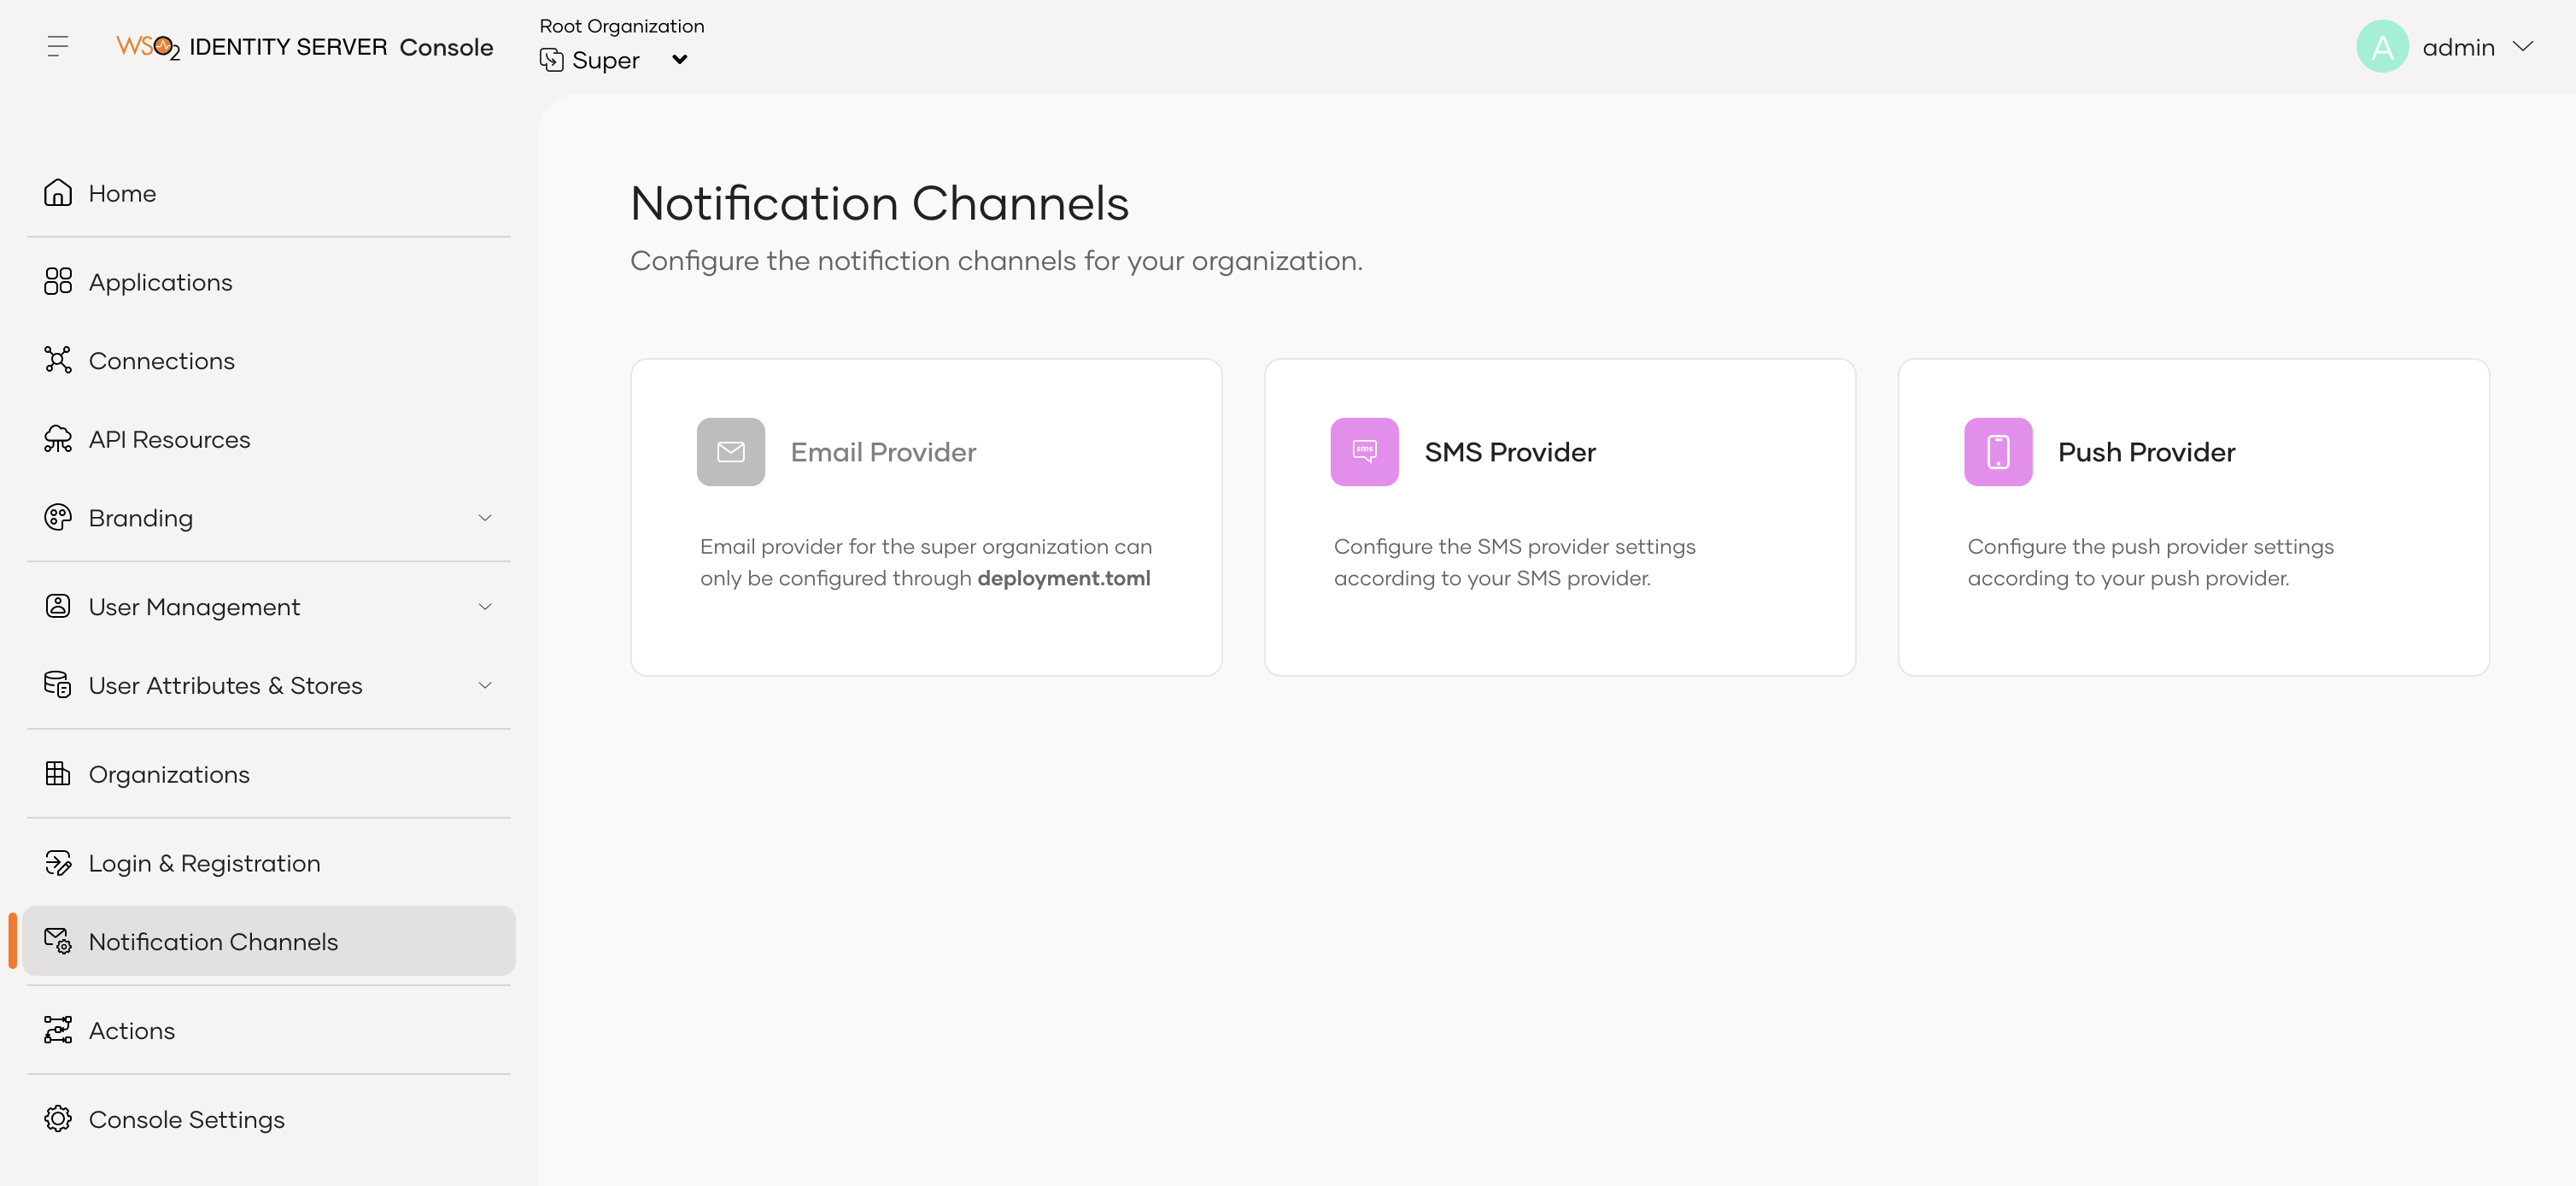 WSO2 IDENTITY SERVER Console
Root Organization
Super
A
admin
Home
Applications
Connections
API Resources
Branding
User Management
User Attributes & Stores
Organizations
Login & Registration
Notification Channels
Actions
Console Settings
Notification Channels
Configure the notifiction channels for your organization.
Email Provider
Email provider for the super organization can
only be configured through deployment.toml
sms
SMS Provider
Configure the SMS provider settings
according to your SMS provider.
Push Provider
Configure the push provider settings
according to your push provider.